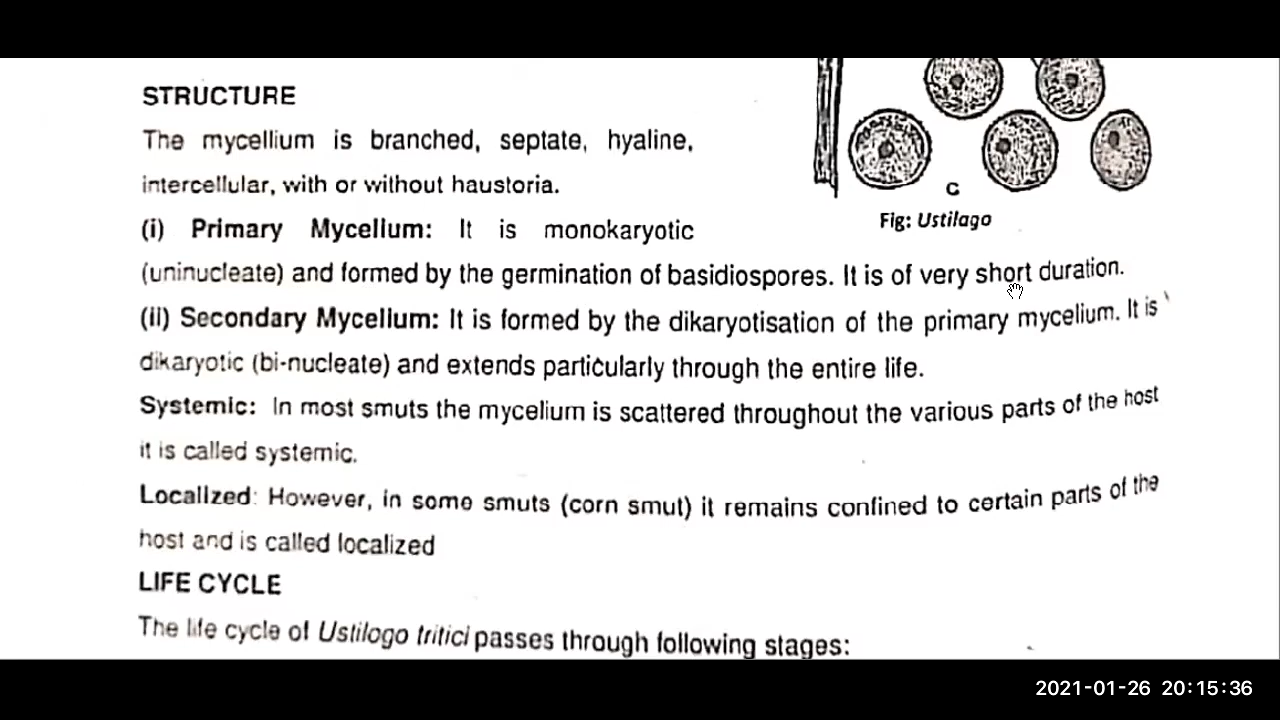 STRUCTURE
The mycellium is branched, septate, hyaline,
intercellular, with or without haustoria.
C
Fig: Ustilago
(i) Primary Mycellum: It is monokaryotic
(uninucleate) and formed by the germination of basidiospores. It is of very short duration.
(ii) Secondary Mycellum: It is formed by the dikaryotisation of the primary mycelium. It is
dikaryotic (bi-nucleate) and extends particularly through the entire life.
Systemic: In most smuts the mycelium is scattered throughout the various parts of the host
it is called systemic.
Localized: However, in some smuts (corn smut) it remains confined to certain parts of the
host and is called localized
LIFE CYCLE
The life cycle of Ustilogo tritici passes through following stages:
2021-01-26 20:15:36